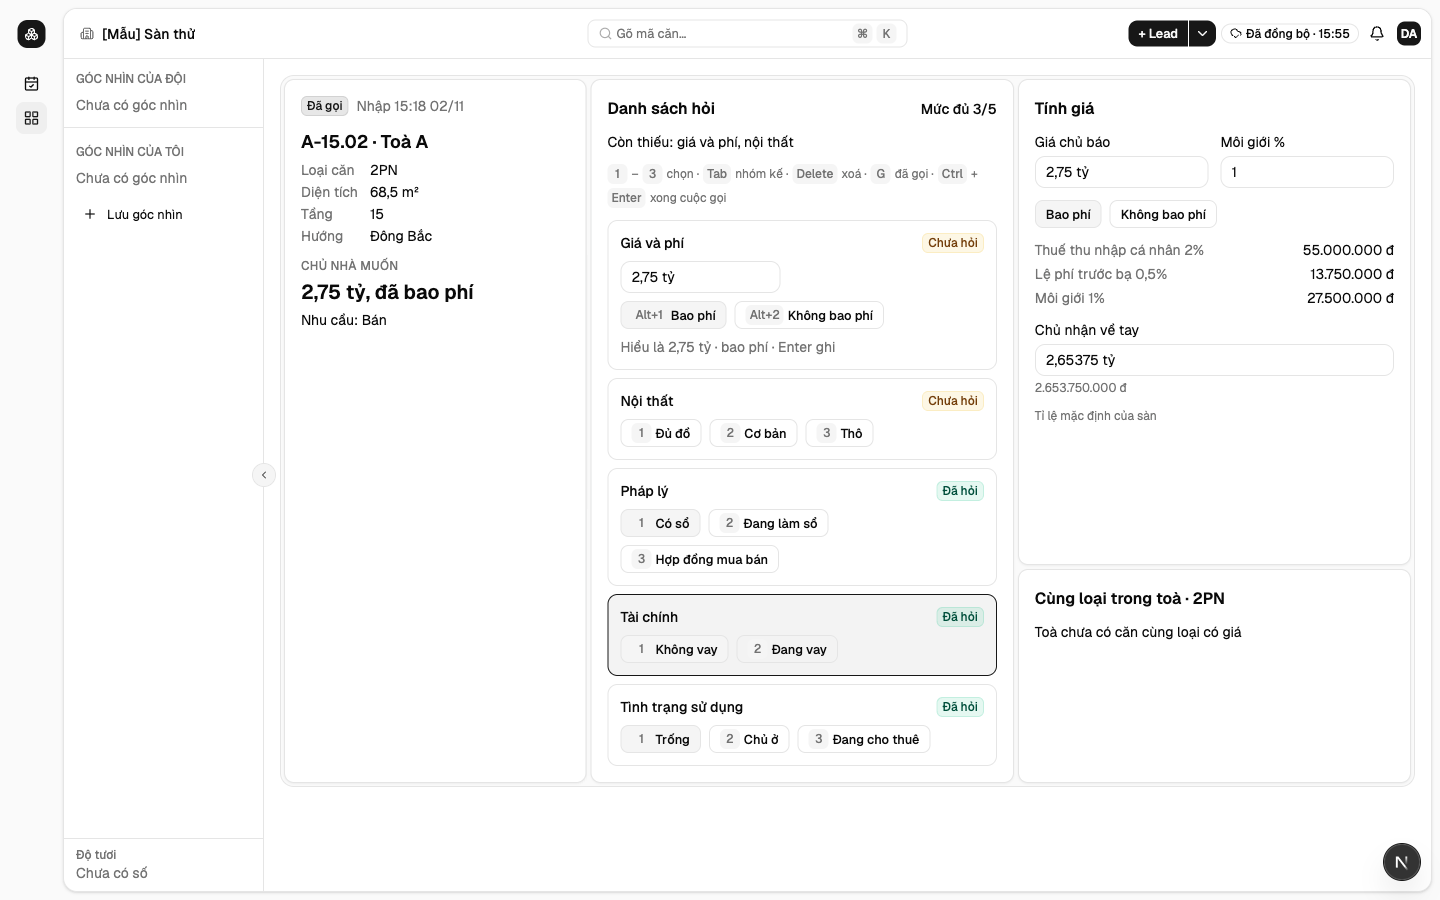 [Mẫu] Sàn thử
Gõ mã căn...
⌘ K
+ Lead
Đã đồng bộ · 15:55
DA
GÓC NHÌN CỦA ĐỘI
Chưa có góc nhìn
GÓC NHÌN CỦA TÔI
Chưa có góc nhìn
+ Lưu góc nhìn
Độ tươi
Chưa có số
Đã gọi Nhập 15:18 02/11
A-15.02 · Toà A
Loại căn 2PN
Diện tích 68,5 m²
Tầng 15
Hướng Đông Bắc
CHỦ NHÀ MUỐN
2,75 tỷ, đã bao phí
Nhu cầu: Bán
Danh sách hỏi Mức đủ 3/5
Còn thiếu: giá và phí, nội thất
1 – 3 chọn · Tab nhóm kế · Delete xoá · G đã gọi · Ctrl +
Enter xong cuộc gọi
Giá và phí Chưa hỏi
2,75 tỷ
Alt+1 Bao phí Alt+2 Không bao phí
Hiểu là 2,75 tỷ · bao phí · Enter ghi
Nội thất Chưa hỏi
1 Đủ đồ 2 Cơ bản 3 Thô
Pháp lý Đã hỏi
1 Có sổ 2 Đang làm sổ
3 Hợp đồng mua bán
Tài chính Đã hỏi
1 Không vay 2 Đang vay
Tình trạng sử dụng Đã hỏi
1 Trống 2 Chủ ở 3 Đang cho thuê
Tính giá
Giá chủ báo Môi giới %
2,75 tỷ 1
Bao phí Không bao phí
Thuế thu nhập cá nhân 2% 55.000.000 đ
Lệ phí trước bạ 0,5% 13.750.000 đ
Môi giới 1% 27.500.000 đ
Chủ nhận về tay
2,65375 tỷ
2.653.750.000 đ
Tỉ lệ mặc định của sàn
Cùng loại trong toà · 2PN
Toà chưa có căn cùng loại có giá
N